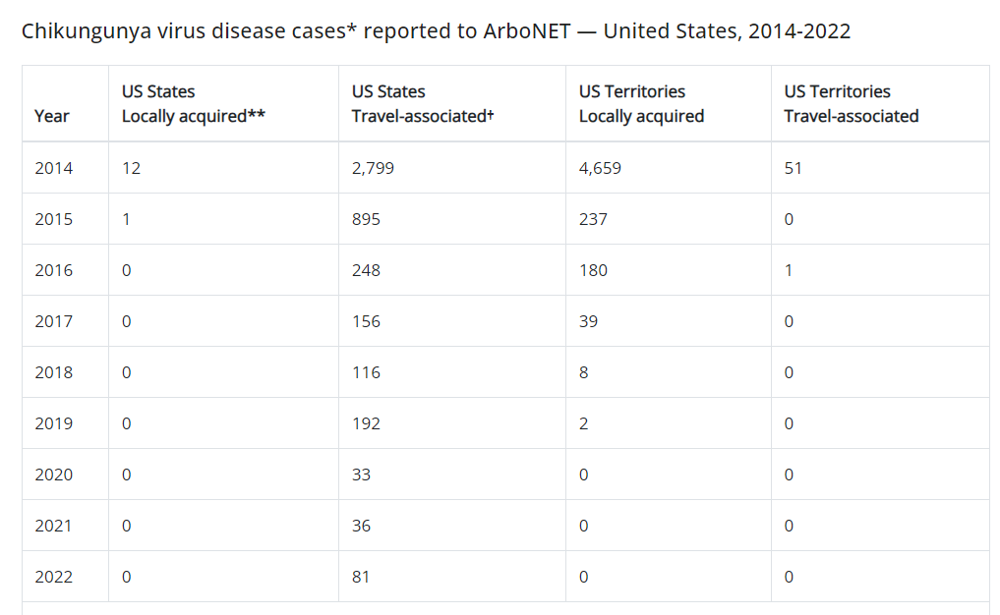 Chikungunya virus disease cases* reported to ArboNET — United States, 2014-2022
Year US States Locally acquired** US States Travel-associated† US Territories Locally acquired US Territories Travel-associated
2014 12 2,799 4,659 51
2015 1 895 237 0
2016 0 248 180 1
2017 0 156 39 0
2018 0 116 8 0
2019 0 192 2 0
2020 0 33 0 0
2021 0 36 0 0
2022 0 81 0 0